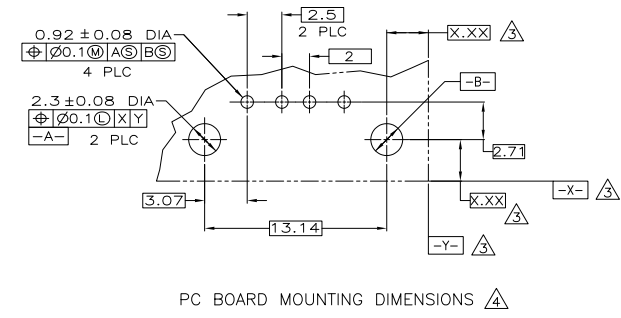 2.5
2 PLC
X.XX 3
0.92 ±0.08 DIA
⌖ Ø0.1Ⓜ AⓈ BⓈ
4 PLC
2
-B-
2.3±0.08 DIA
⌖ Ø0.1Ⓛ X Y
-A- 2 PLC
2.71
3.07
X.XX 3
-X- 3
13.14
-Y- 3
PC BOARD MOUNTING DIMENSIONS 4